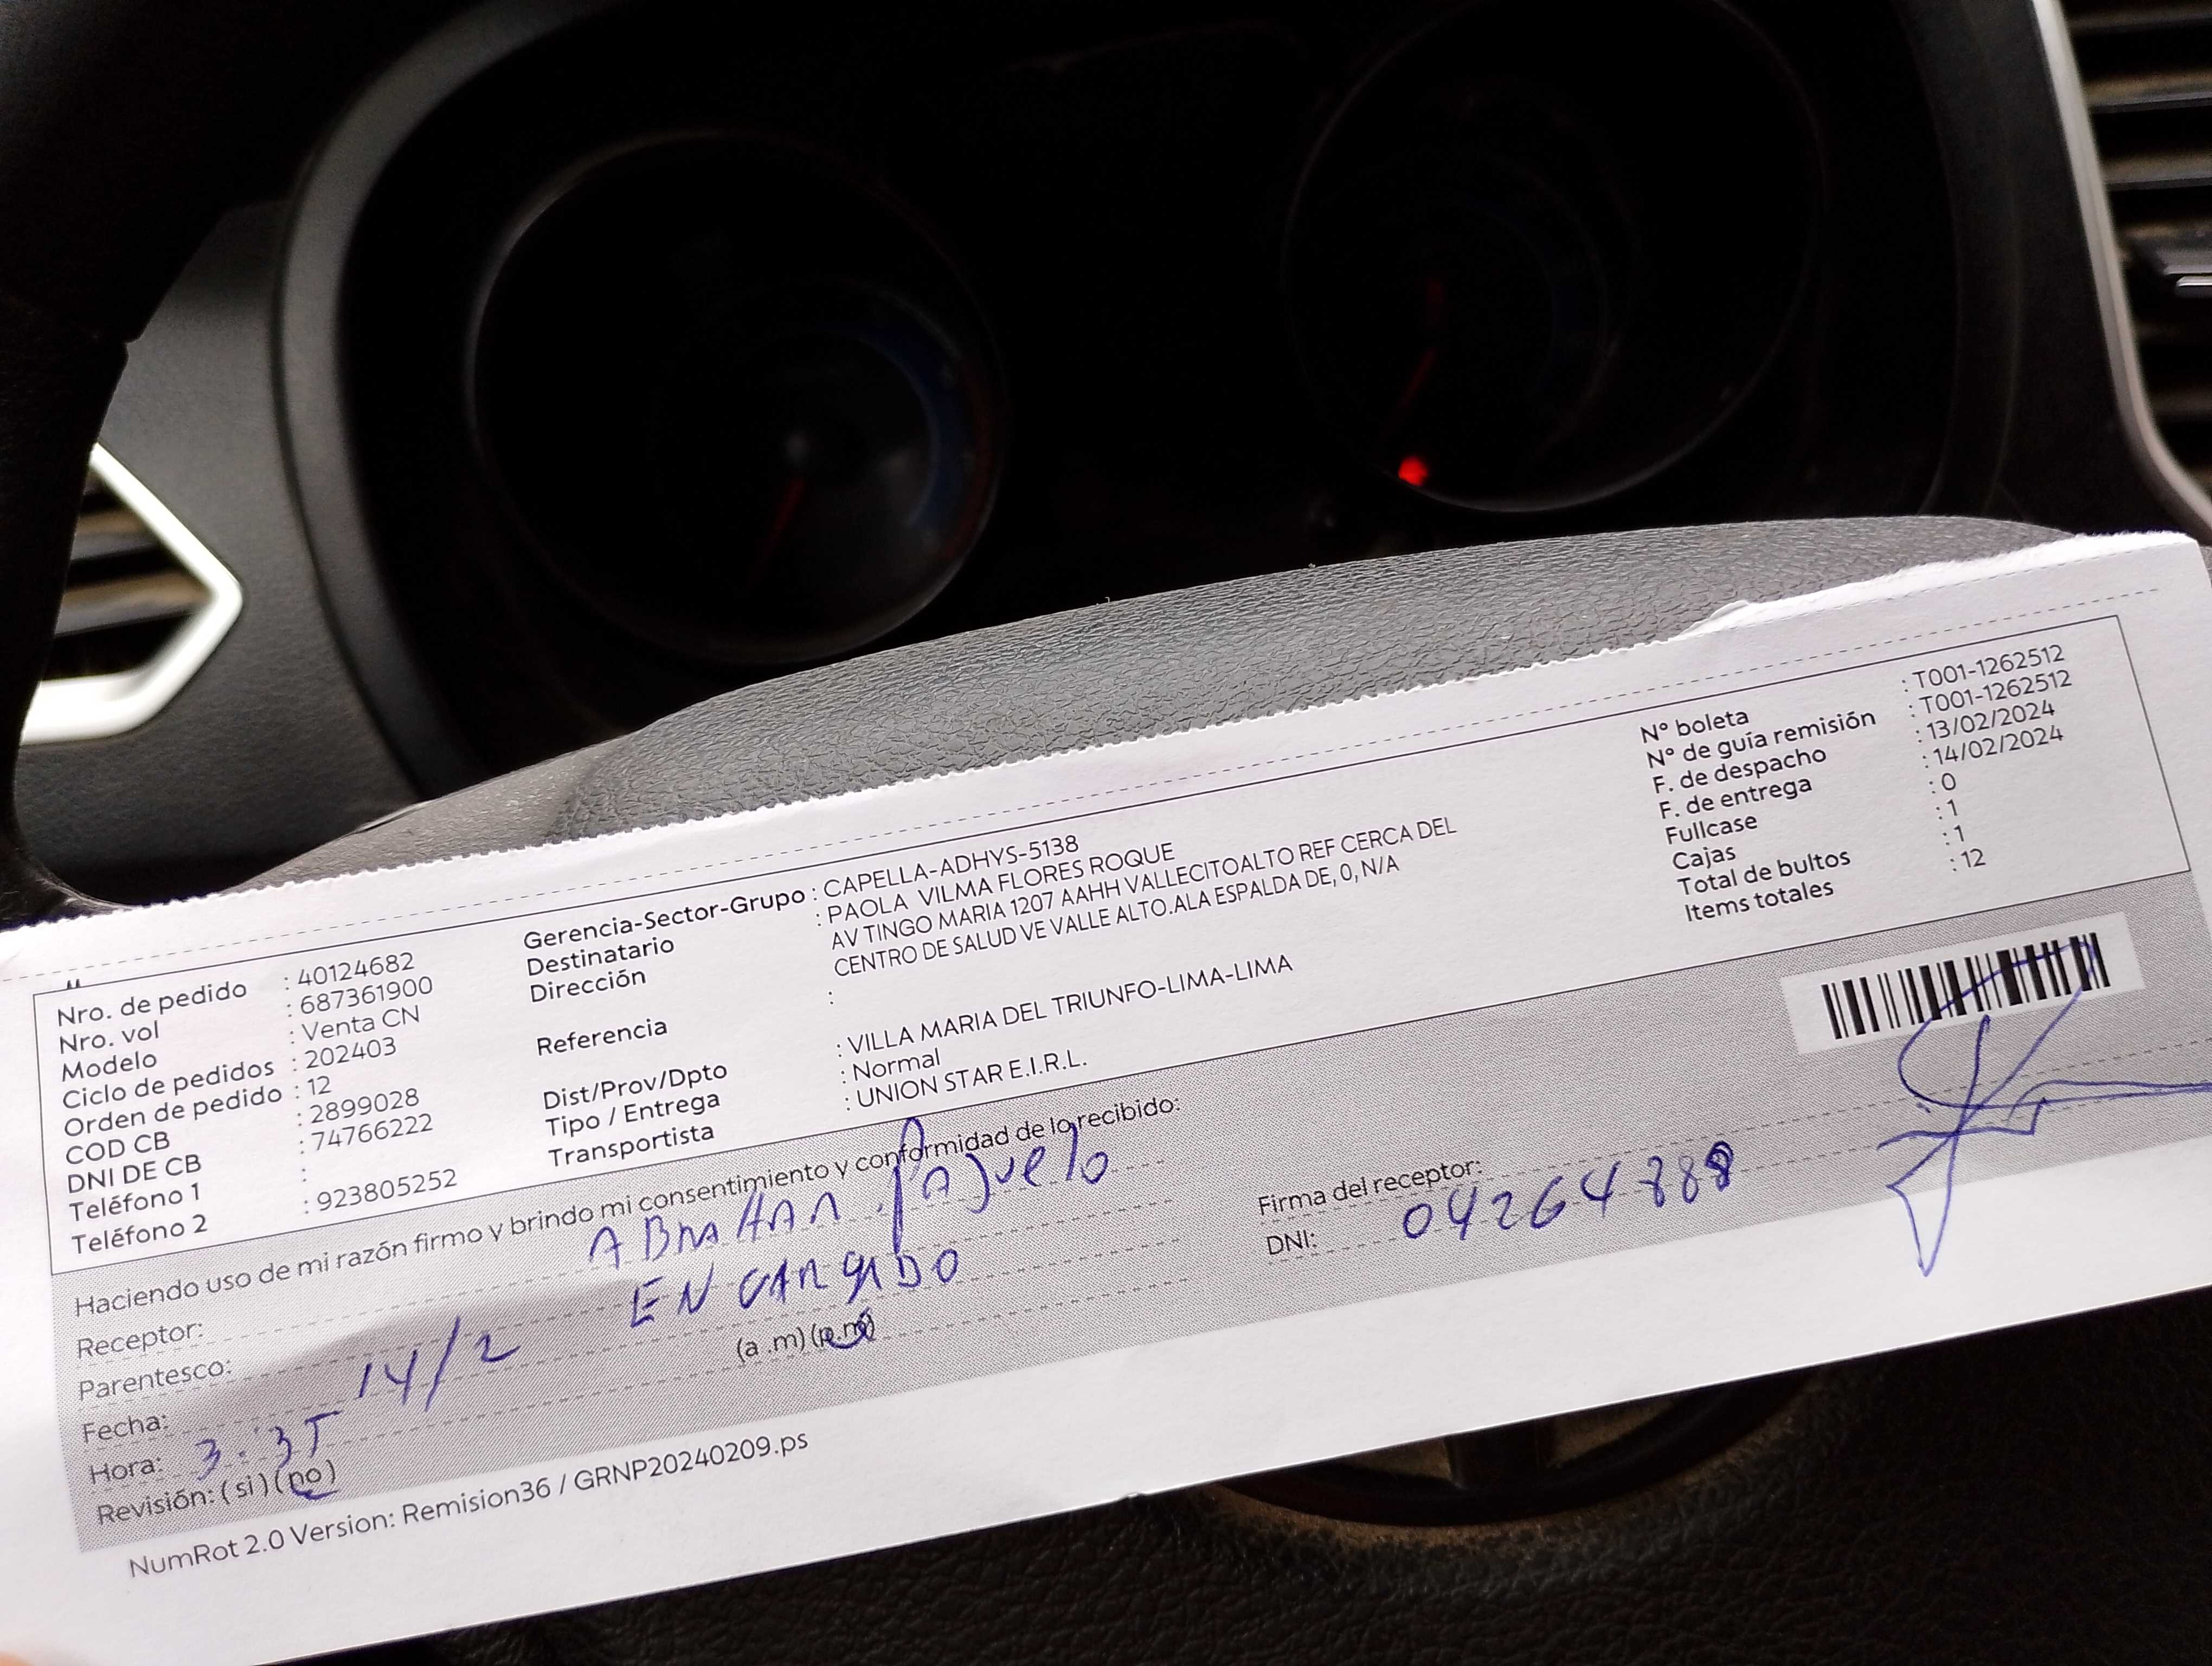 Nro. de pedido : 40124682
Nro. vol : 687361900
Modelo : Venta CN
Ciclo de pedidos : 202403
Orden de pedido : 12
COD CB : 2899028
DNI DE CB : 74766222
Teléfono 1 :
Teléfono 2 : 923805252
Gerencia-Sector-Grupo : CAPELLA-ADHYS-5138
Destinatario : PAOLA VILMA FLORES ROQUE
Dirección AV TINGO MARIA 1207 AAHH VALLECITOALTO REF CERCA DEL
CENTRO DE SALUD VE VALLE ALTO.ALA ESPALDA DE, 0, N/A
Referencia :
Dist/Prov/Dpto : VILLA MARIA DEL TRIUNFO-LIMA-LIMA
Tipo / Entrega : Normal
Transportista : UNION STAR E.I.R.L.
N° boleta : T001-1262512
N° de guía remisión : T001-1262512
F. de despacho : 13/02/2024
F. de entrega : 14/02/2024
Fullcase : 0
Cajas : 1
Total de bultos : 1
Items totales : 12
Haciendo uso de mi razón firmo y brindo mi consentimiento y conformidad de lo recibido:
Receptor: ABRAHAN PAJUELO
Parentesco: ENCARGADO
Fecha: 14/2
Hora: 3:35 (a .m) (p.m)
Revisión: (si) (no)
Firma del receptor:
DNI: 04264888
NumRot 2.0 Version: Remision36 / GRNP20240209.ps